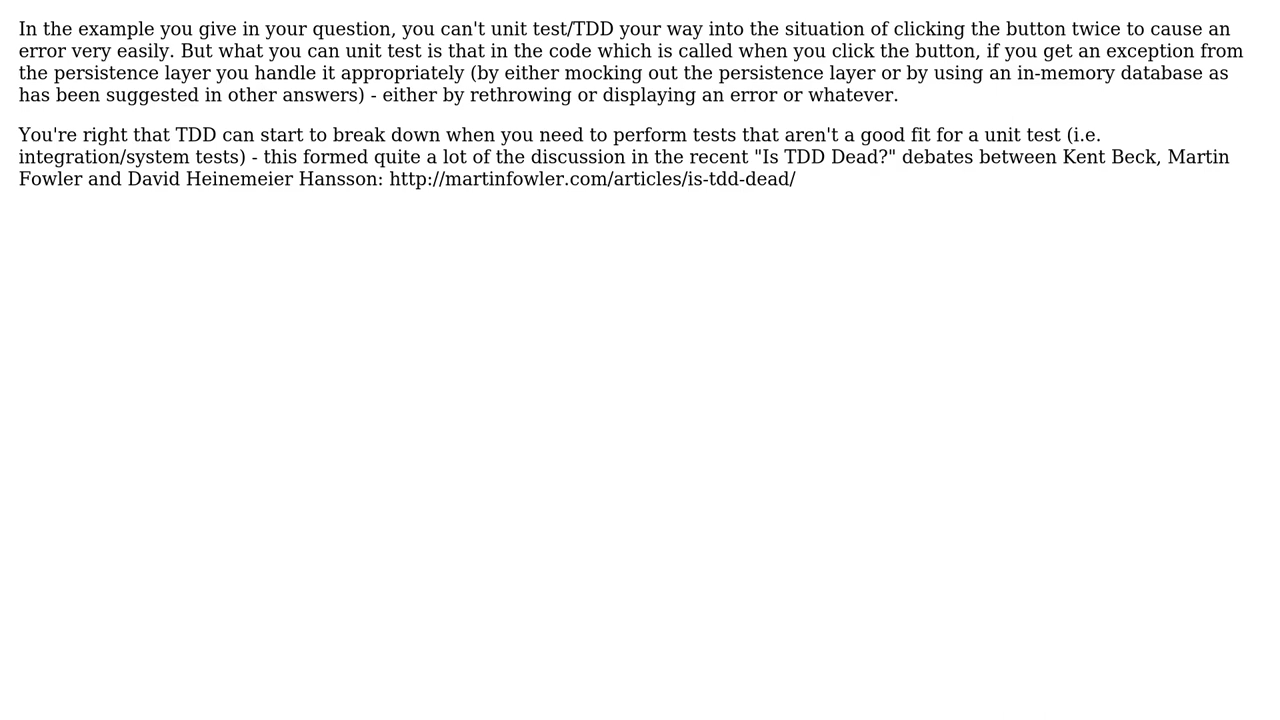 In the example you give in your question, you can't unit test/TDD your way into the situation of clicking the button twice to cause an
error very easily. But what you can unit test is that in the code which is called when you click the button, if you get an exception from
the persistence layer you handle it appropriately (by either mocking out the persistence layer or by using an in-memory database as
has been suggested in other answers) - either by rethrowing or displaying an error or whatever.
You're right that TDD can start to break down when you need to perform tests that aren't a good fit for a unit test (i.e.
integration/system tests) - this formed quite a lot of the discussion in the recent "Is TDD Dead?" debates between Kent Beck, Martin
Fowler and David Heinemeier Hansson: http://martinfowler.com/articles/is-tdd-dead/